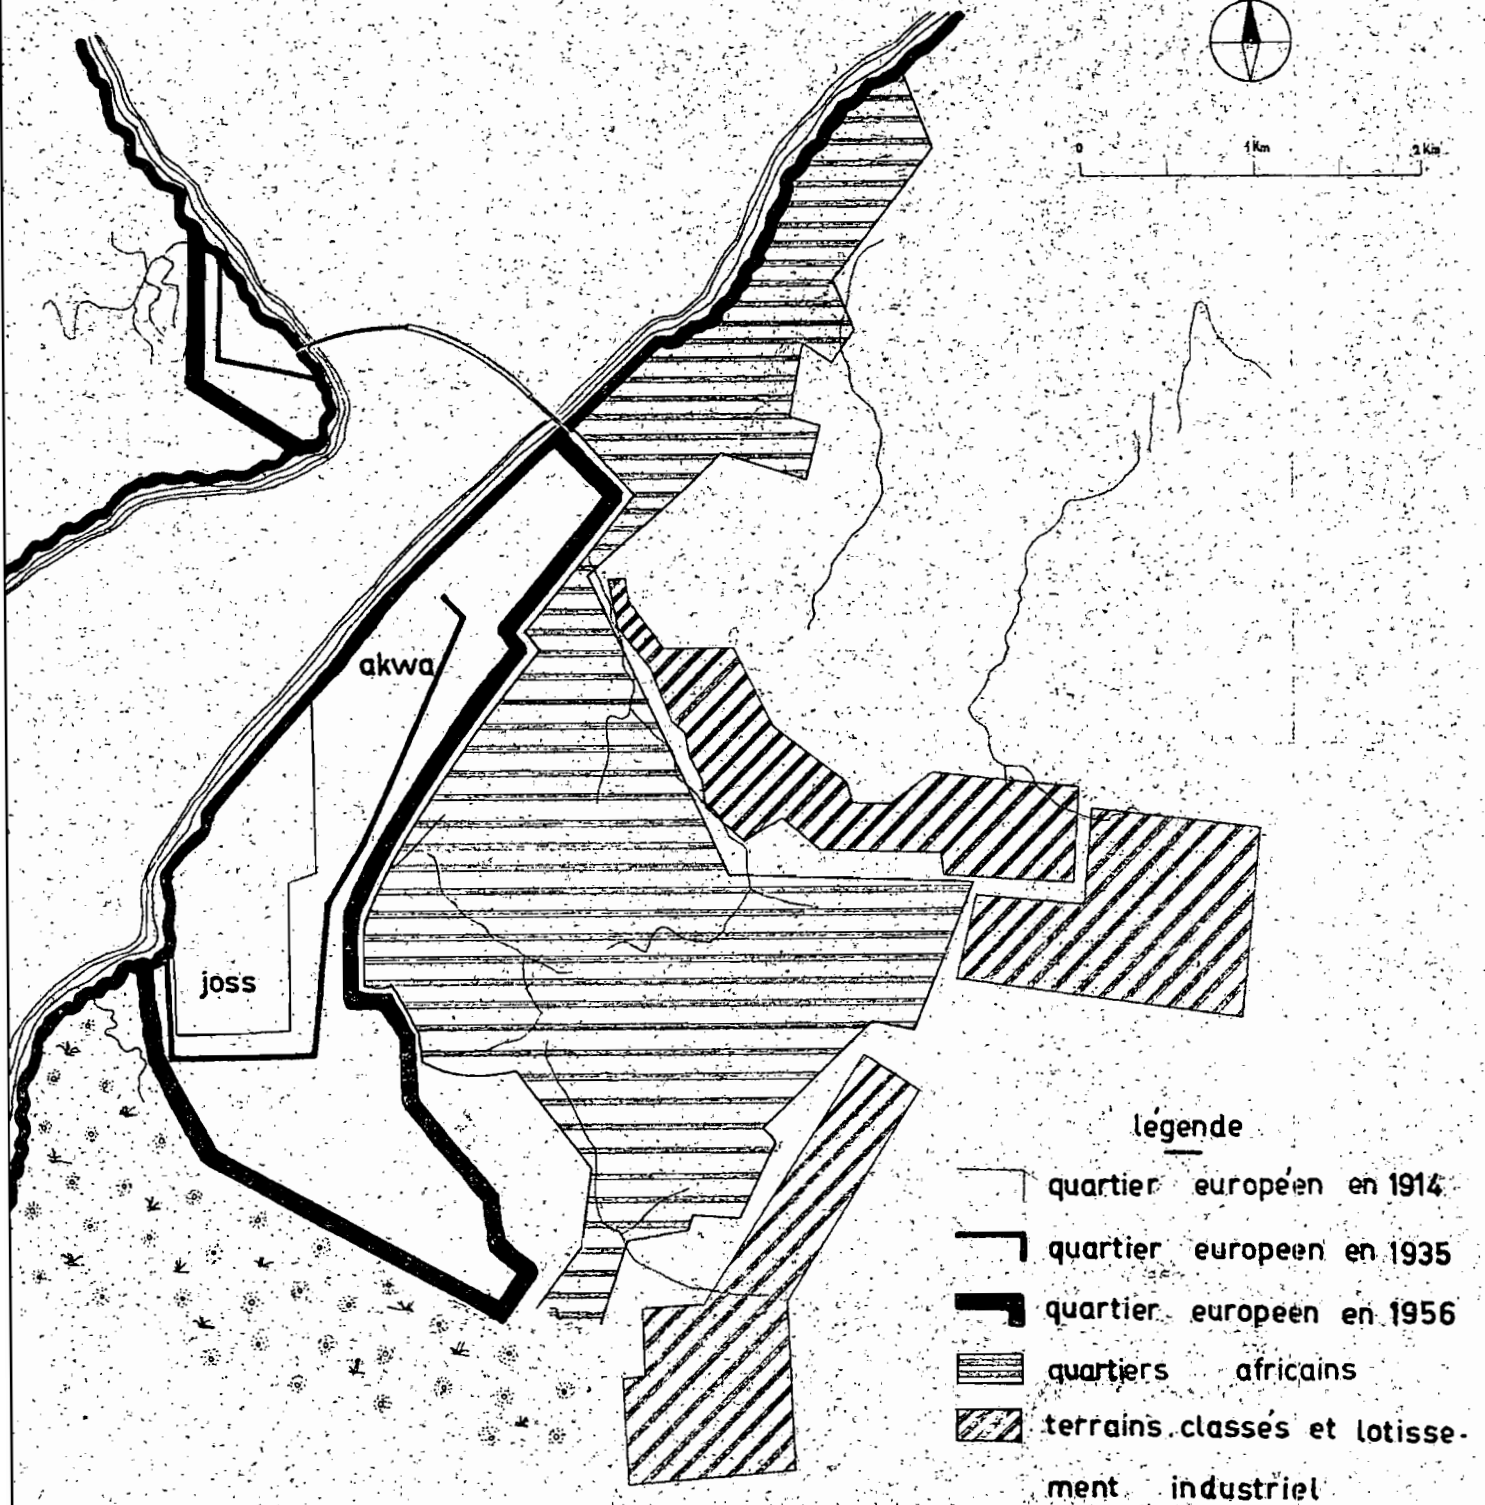 0 1Km 2Km
akwa
joss
légende
quartier européen en 1914
quartier europeen en 1935
quartier européen en 1956
quartiers africains
terrains classés et lotisse-
ment industriel